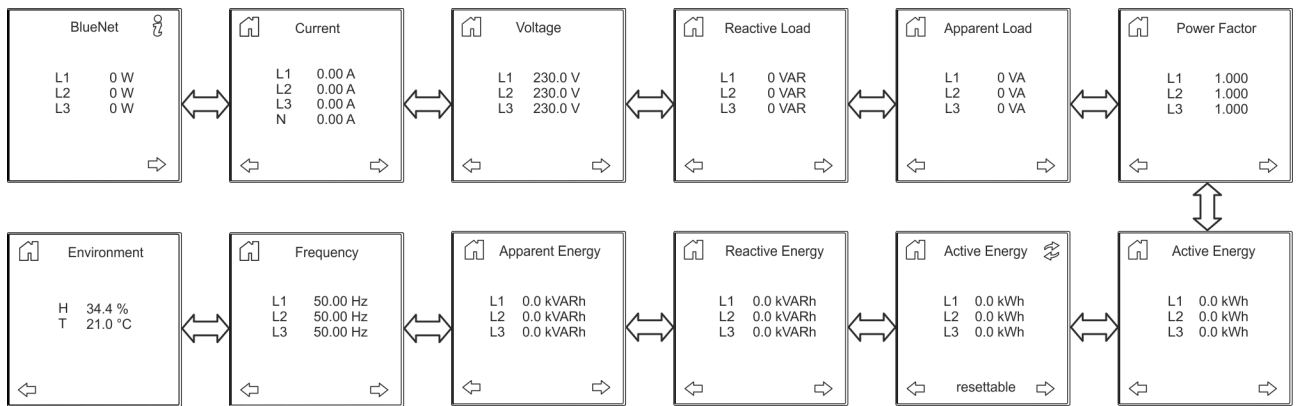 BlueNet
L1 0 W
L2 0 W
L3 0 W
Current
L1 0.00 A
L2 0.00 A
L3 0.00 A
N 0.00 A
Voltage
L1 230.0 V
L2 230.0 V
L3 230.0 V
Reactive Load
L1 0 VAR
L2 0 VAR
L3 0 VAR
Apparent Load
L1 0 VA
L2 0 VA
L3 0 VA
Power Factor
L1 1.000
L2 1.000
L3 1.000
Environment
H 34.4 %
T 21.0 °C
Frequency
L1 50.00 Hz
L2 50.00 Hz
L3 50.00 Hz
Apparent Energy
L1 0.0 kVARh
L2 0.0 kVARh
L3 0.0 kVARh
Reactive Energy
L1 0.0 kVARh
L2 0.0 kVARh
L3 0.0 kVARh
Active Energy
L1 0.0 kWh
L2 0.0 kWh
L3 0.0 kWh
resettable
Active Energy
L1 0.0 kWh
L2 0.0 kWh
L3 0.0 kWh